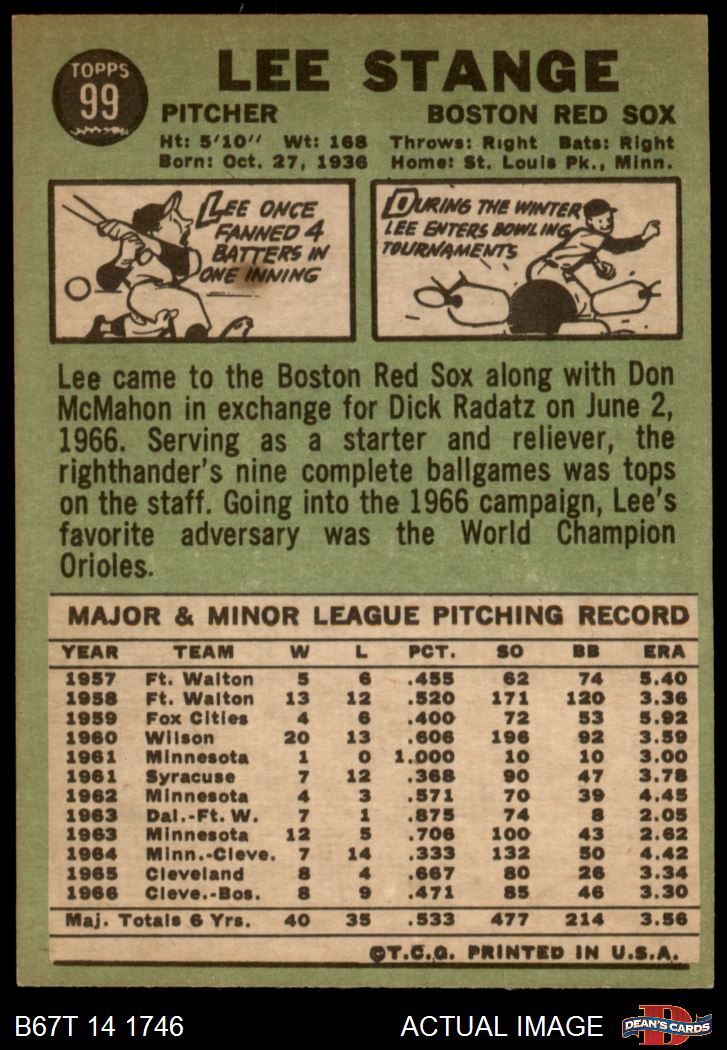 TOPPS
99
LEE STANGE
PITCHER BOSTON RED SOX
Ht: 5'10" Wt: 168 Throws: Right Bats: Right
Born: Oct. 27, 1936 Home: St. Louis Pk., Minn.
LEE ONCE
FANNED 4
BATTERS IN
ONE INNING
DURING THE WINTER
LEE ENTERS BOWLING
TOURNAMENTS
Lee came to the Boston Red Sox along with Don
McMahon in exchange for Dick Radatz on June 2,
1966. Serving as a starter and reliever, the
righthander's nine complete ballgames was tops
on the staff. Going into the 1966 campaign, Lee's
favorite adversary was the World Champion
Orioles.
MAJOR & MINOR LEAGUE PITCHING RECORD
YEAR TEAM W L PCT. SO BB ERA
1957 Ft. Walton 5 6 .455 62 74 5.40
1958 Ft. Walton 13 12 .520 171 120 3.36
1959 Fox Cities 4 6 .400 72 53 5.92
1960 Wilson 20 13 .606 196 92 3.59
1961 Minnesota 1 0 1.000 10 10 3.00
1961 Syracuse 7 12 .368 90 47 3.78
1962 Minnesota 4 3 .571 70 39 4.45
1963 Dal.-Ft. W. 7 1 .875 74 8 2.05
1963 Minnesota 12 5 .706 100 43 2.62
1964 Minn.-Cleve. 7 14 .333 132 50 4.42
1965 Cleveland 8 4 .667 80 26 3.34
1966 Cleve.-Bos. 8 9 .471 85 46 3.30
Maj. Totals 6 Yrs. 40 35 .533 477 214 3.56
©T.C.G. PRINTED IN U.S.A.
B67T 14 1746 ACTUAL IMAGE
D
DEAN'S CARDS